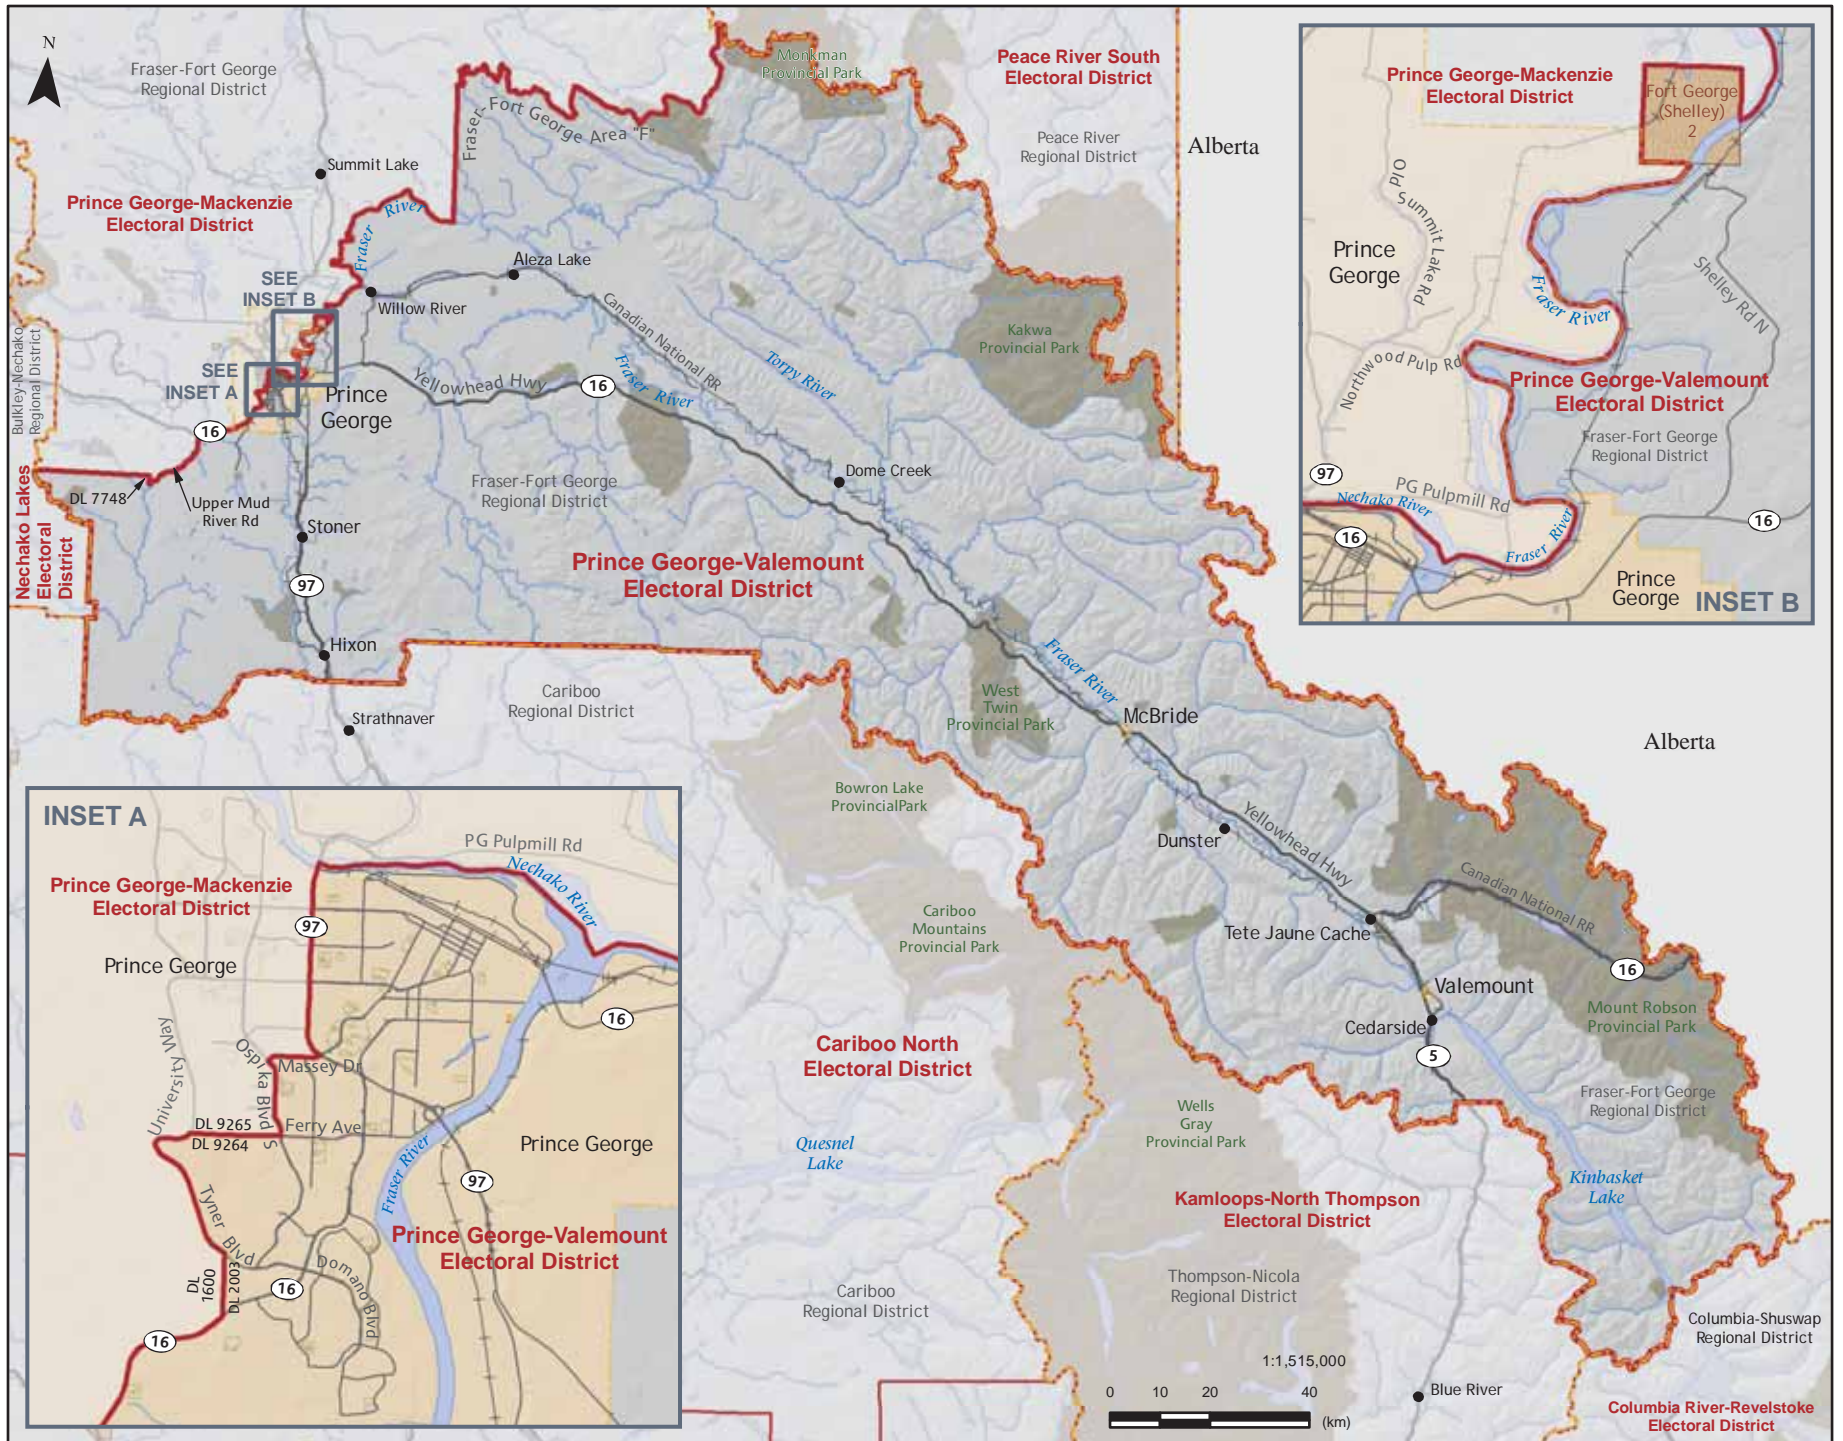 N
Fraser-Fort George
Regional District
Monkman
Provincial Park
Peace River South
Electoral District
Peace River
Regional District
Alberta
Fraser-Fort George Area "F"
Summit Lake
Prince George-Mackenzie
Electoral District
Fraser River
SEE
INSET B
Aleza Lake
Willow River
Canadian National RR
Kakwa
Provincial Park
Bulkley-Nechako
Regional District
SEE
INSET A
Prince
George
Yellowhead Hwy
16
Fraser River
Torpy River
16
DL 7748
Upper Mud
River Rd
Fraser-Fort George
Regional District
Dome Creek
Nechako Lakes
Electoral
District
Stoner
97
Prince George-Valemount
Electoral District
Hixon
Strathnaver
Cariboo
Regional District
Fraser River
West
Twin
Provincial Park
McBride
Alberta
Bowron Lake
ProvincialPark
Dunster
Yellowhead Hwy
Canadian National RR
Cariboo
Mountains
Provincial Park
Tete Jaune Cache
16
Valemount
Mount Robson
Provincial Park
Cedarside
5
Cariboo North
Electoral District
Fraser-Fort George
Regional District
Wells
Gray
Provincial Park
Quesnel
Lake
Kinbasket
Lake
Kamloops-North Thompson
Electoral District
Thompson-Nicola
Regional District
Cariboo
Regional District
Columbia-Shuswap
Regional District
1:1,515,000
0 10 20 40
(km)
Blue River
Columbia River-Revelstoke
Electoral District
INSET A
PG Pulpmill Rd
Nechako River
Prince George-Mackenzie
Electoral District
97
Prince George
16
University Way
Ospika Blvd S
Massey Dr
DL 9265
DL 9264
Ferry Ave
Prince George
Fraser River
97
Tyner Blvd
Prince George-Valemount
Electoral District
DL
1600
DL 2003
16
Domano Blvd
16
Prince George-Mackenzie
Electoral District
Fort George
(Shelley)
2
Old Summit Lake Rd
Prince
George
Fraser River
Shelley Rd N
Northwood Pulp Rd
Prince George-Valemount
Electoral District
Fraser-Fort George
Regional District
97
PG Pulpmill Rd
Nechako River
16
16
Fraser River
Prince
George
INSET B